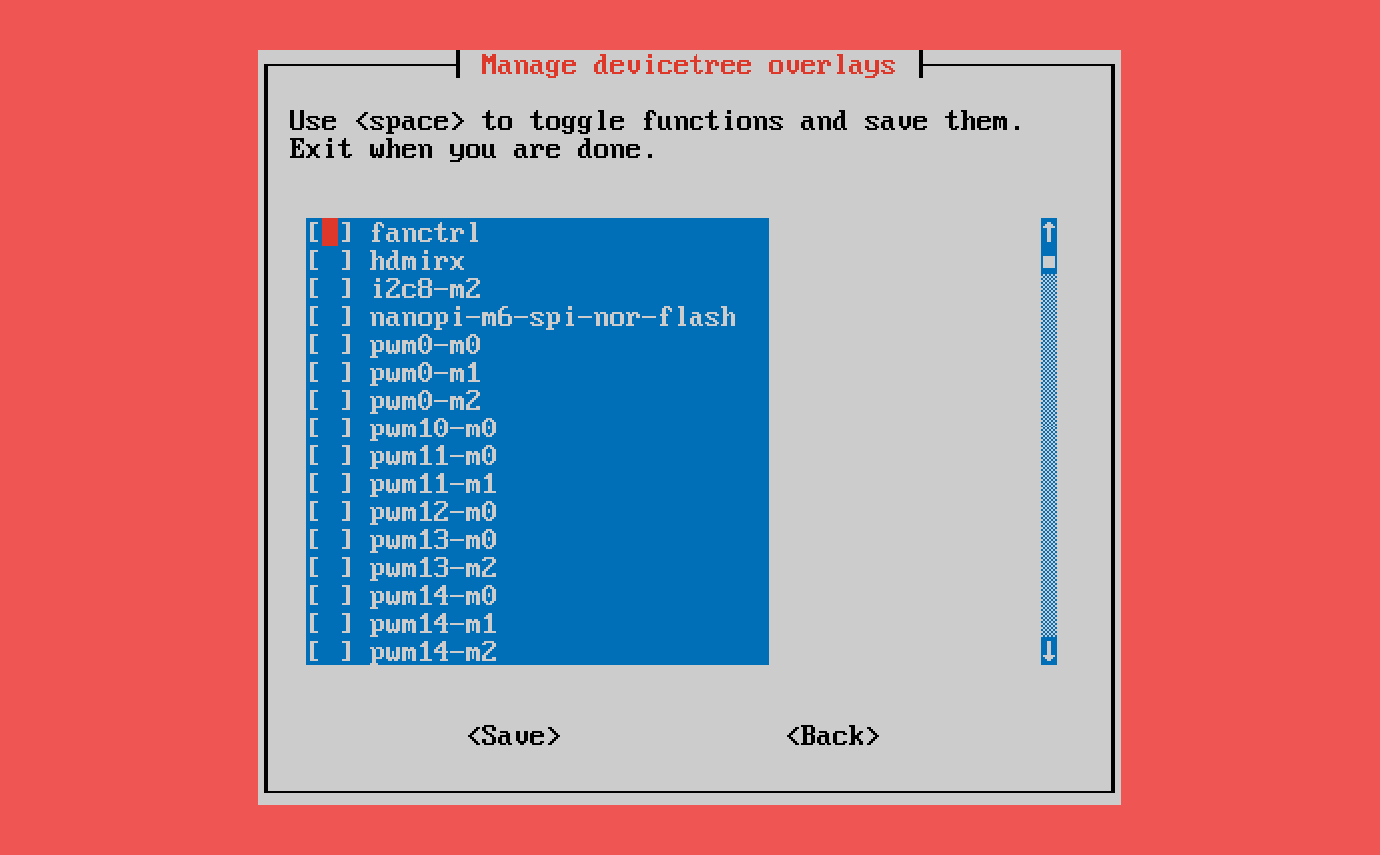 Manage devicetree overlays
Use <space> to toggle functions and save them.
Exit when you are done.
[ ] fanctrl
[ ] hdmirx
[ ] i2c8-m2
[ ] nanopi-m6-spi-nor-flash
[ ] pwm0-m0
[ ] pwm0-m1
[ ] pwm0-m2
[ ] pwm10-m0
[ ] pwm11-m0
[ ] pwm11-m1
[ ] pwm12-m0
[ ] pwm13-m0
[ ] pwm13-m2
[ ] pwm14-m0
[ ] pwm14-m1
[ ] pwm14-m2
<Save> <Back>